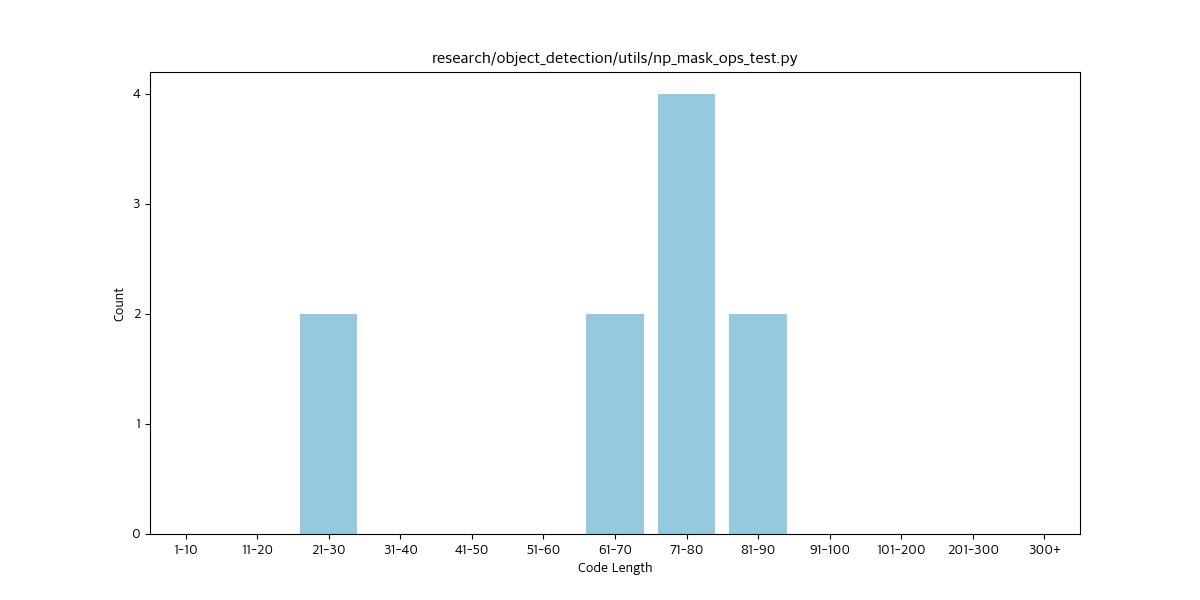 research/object_detection/utils/np_mask_ops_test.py
4
3
2
1
0
Count
1-10 11-20 21-30 31-40 41-50 51-60 61-70 71-80 81-90 91-100 101-200 201-300 300+
Code Length